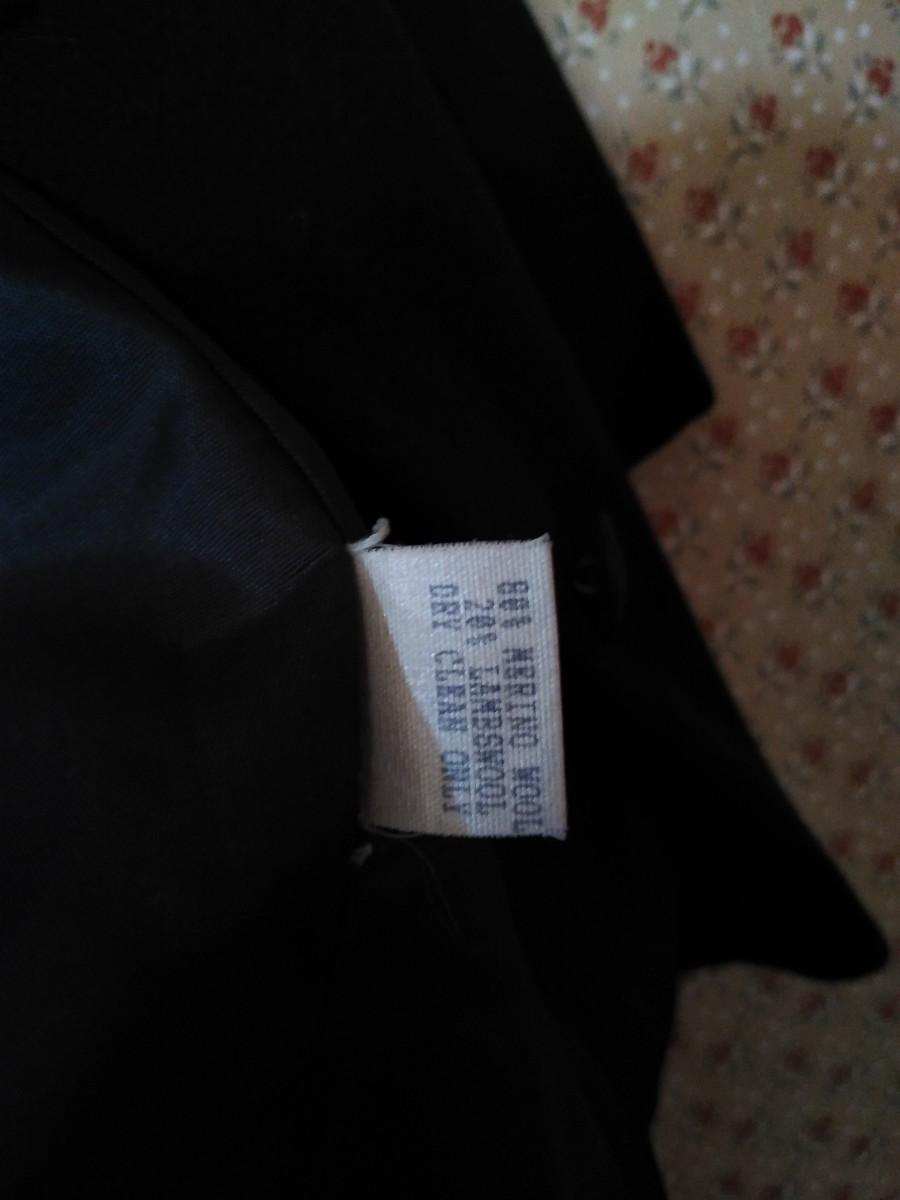 80% MERINO WOOL
20% LAMBSWOOL
DRY CLEAN ONLY